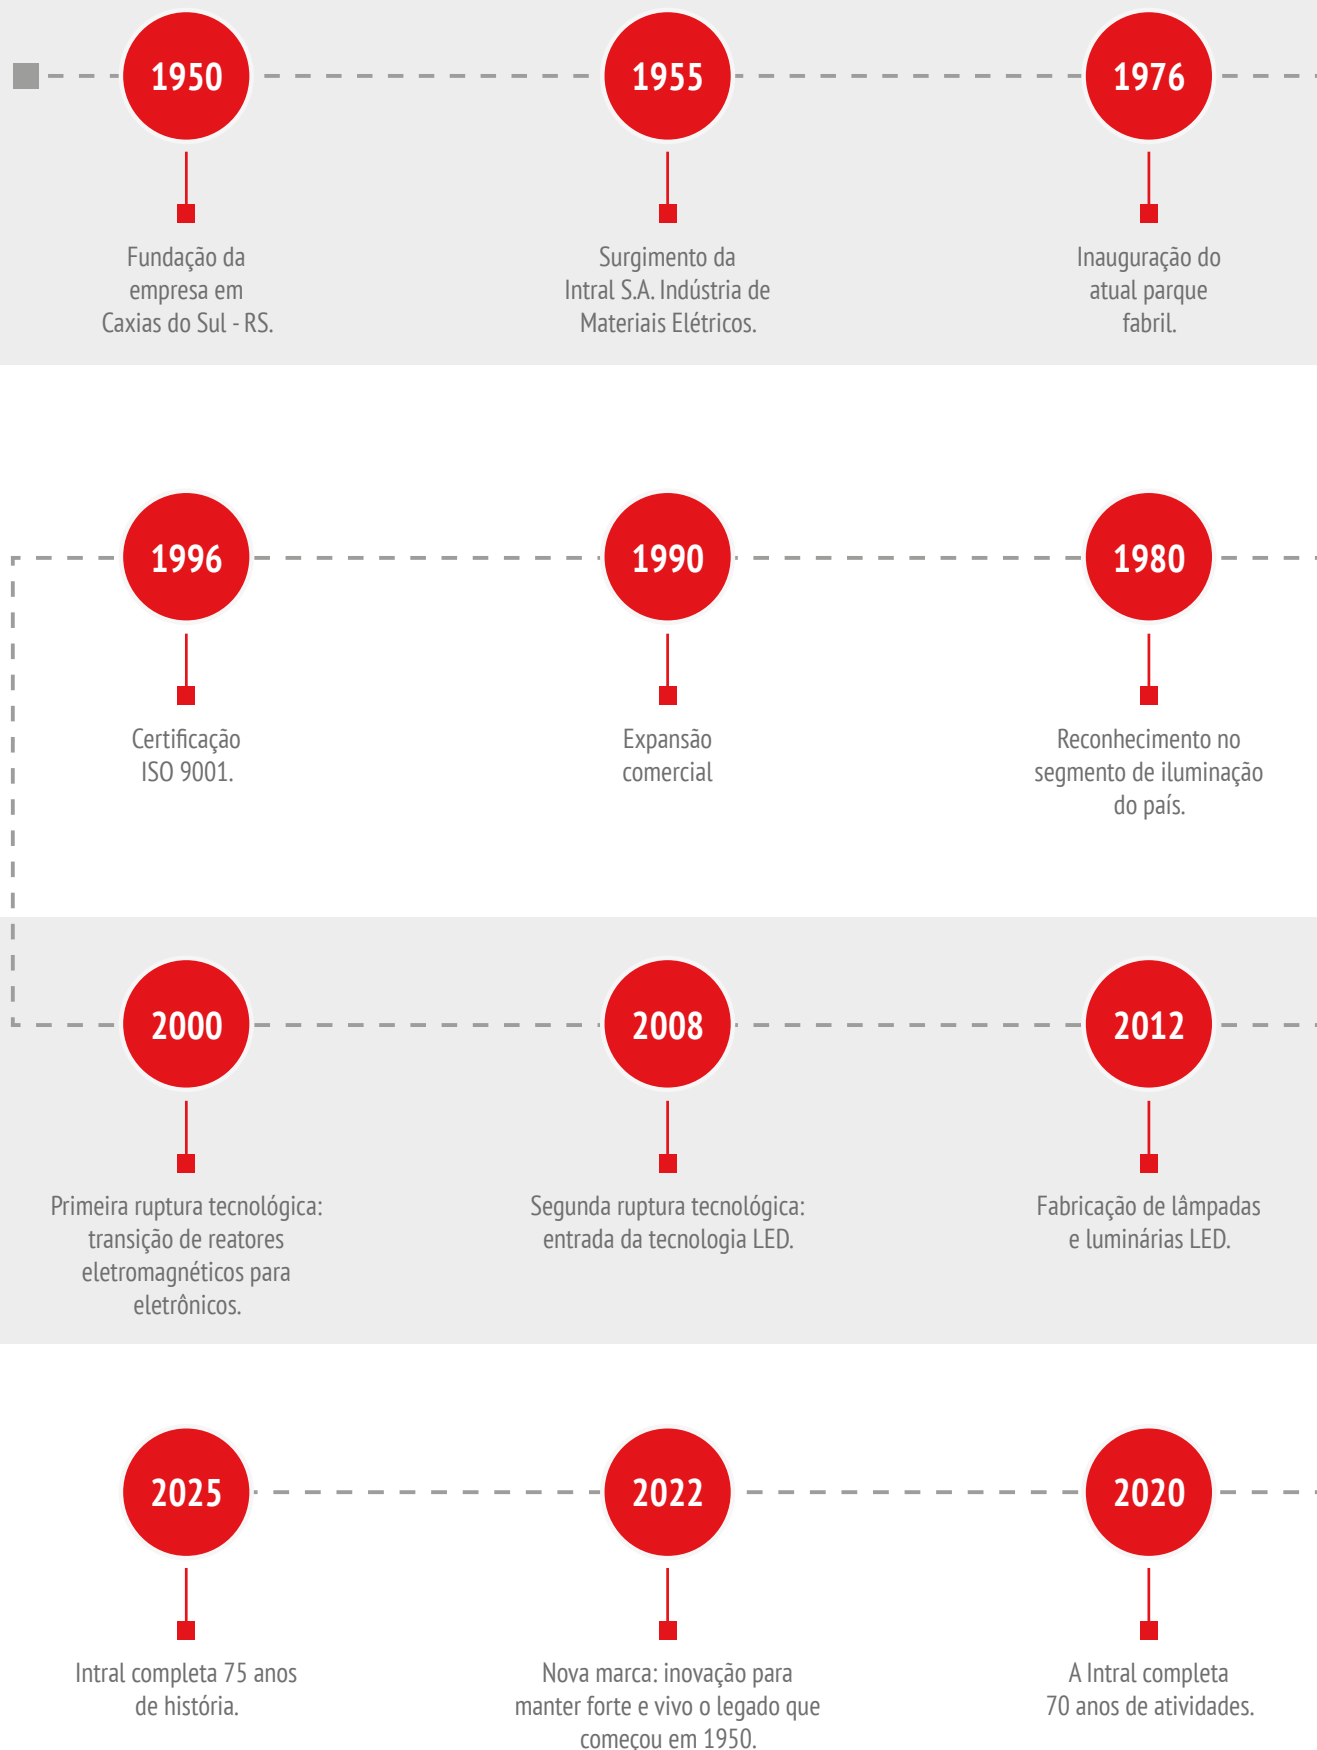 1950
Fundação da
empresa em
Caxias do Sul - RS.
1955
Surgimento da
Intral S.A. Indústria de
Materiais Elétricos.
1976
Inauguração do
atual parque
fabril.
1996
Certificação
ISO 9001.
1990
Expansão
comercial
1980
Reconhecimento no
segmento de iluminação
do país.
2000
Primeira ruptura tecnológica:
transição de reatores
eletromagnéticos para
eletrônicos.
2008
Segunda ruptura tecnológica:
entrada da tecnologia LED.
2012
Fabricação de lâmpadas
e luminárias LED.
2025
Intral completa 75 anos
de história.
2022
Nova marca: inovação para
manter forte e vivo o legado que
começou em 1950.
2020
A Intral completa
70 anos de atividades.